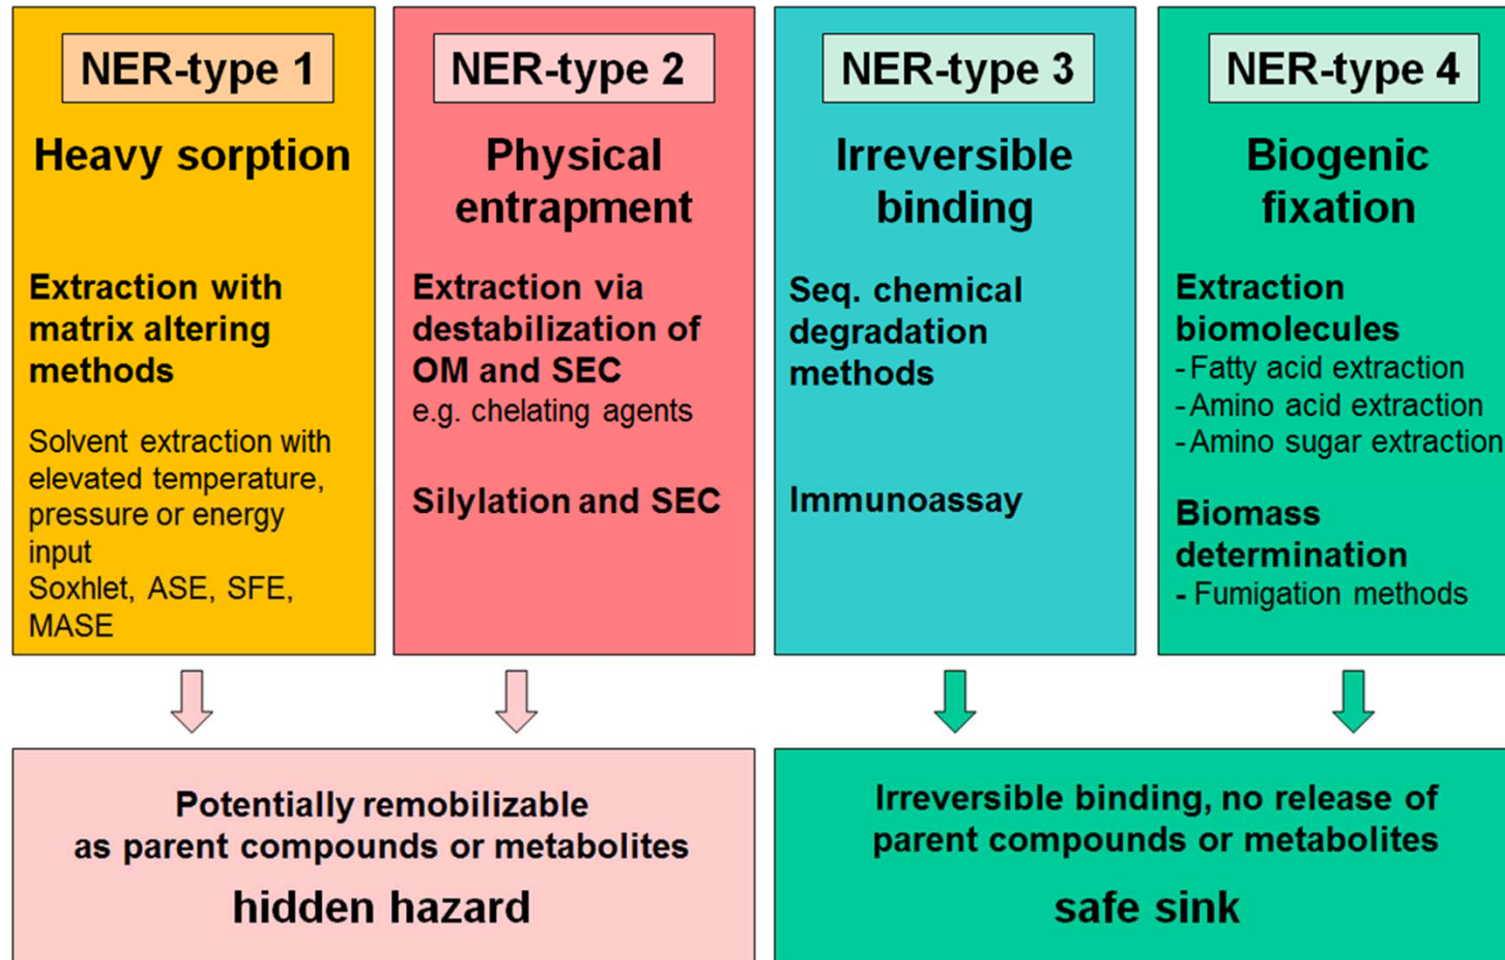 NER-type 1
Heavy sorption
Extraction with
matrix altering
methods
Solvent extraction with
elevated temperature,
pressure or energy
input
Soxhlet, ASE, SFE,
MASE
NER-type 2
Physical
entrapment
Extraction via
destabilization of
OM and SEC
e.g. chelating agents
Silylation and SEC
NER-type 3
Irreversible
binding
Seq. chemical
degradation
methods
Immunoassay
NER-type 4
Biogenic
fixation
Extraction
biomolecules
- Fatty acid extraction
- Amino acid extraction
- Amino sugar extraction
Biomass
determination
- Fumigation methods
Potentially remobilizable
as parent compounds or metabolites
hidden hazard
Irreversible binding, no release of
parent compounds or metabolites
safe sink